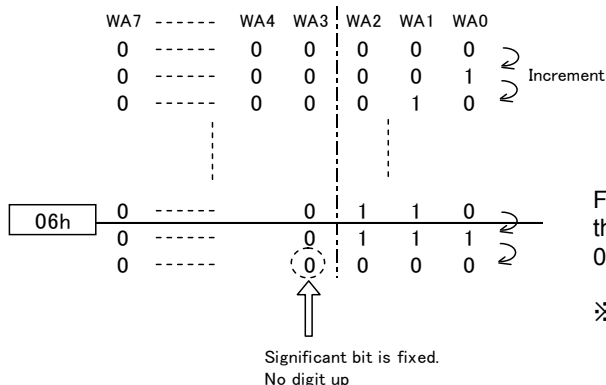 WA7 ------ WA4 WA3 WA2 WA1 WA0
0 ------ 0 0 0 0 0
0 ------ 0 0 0 0 1
Increment
0 ------ 0 0 0 1 0
0 ------ 0 1 1 0
06h
0 ------ 0 1 1 1
0 ------ 0 0 0 0
F
th
0
※
Significant bit is fixed.
No digit up